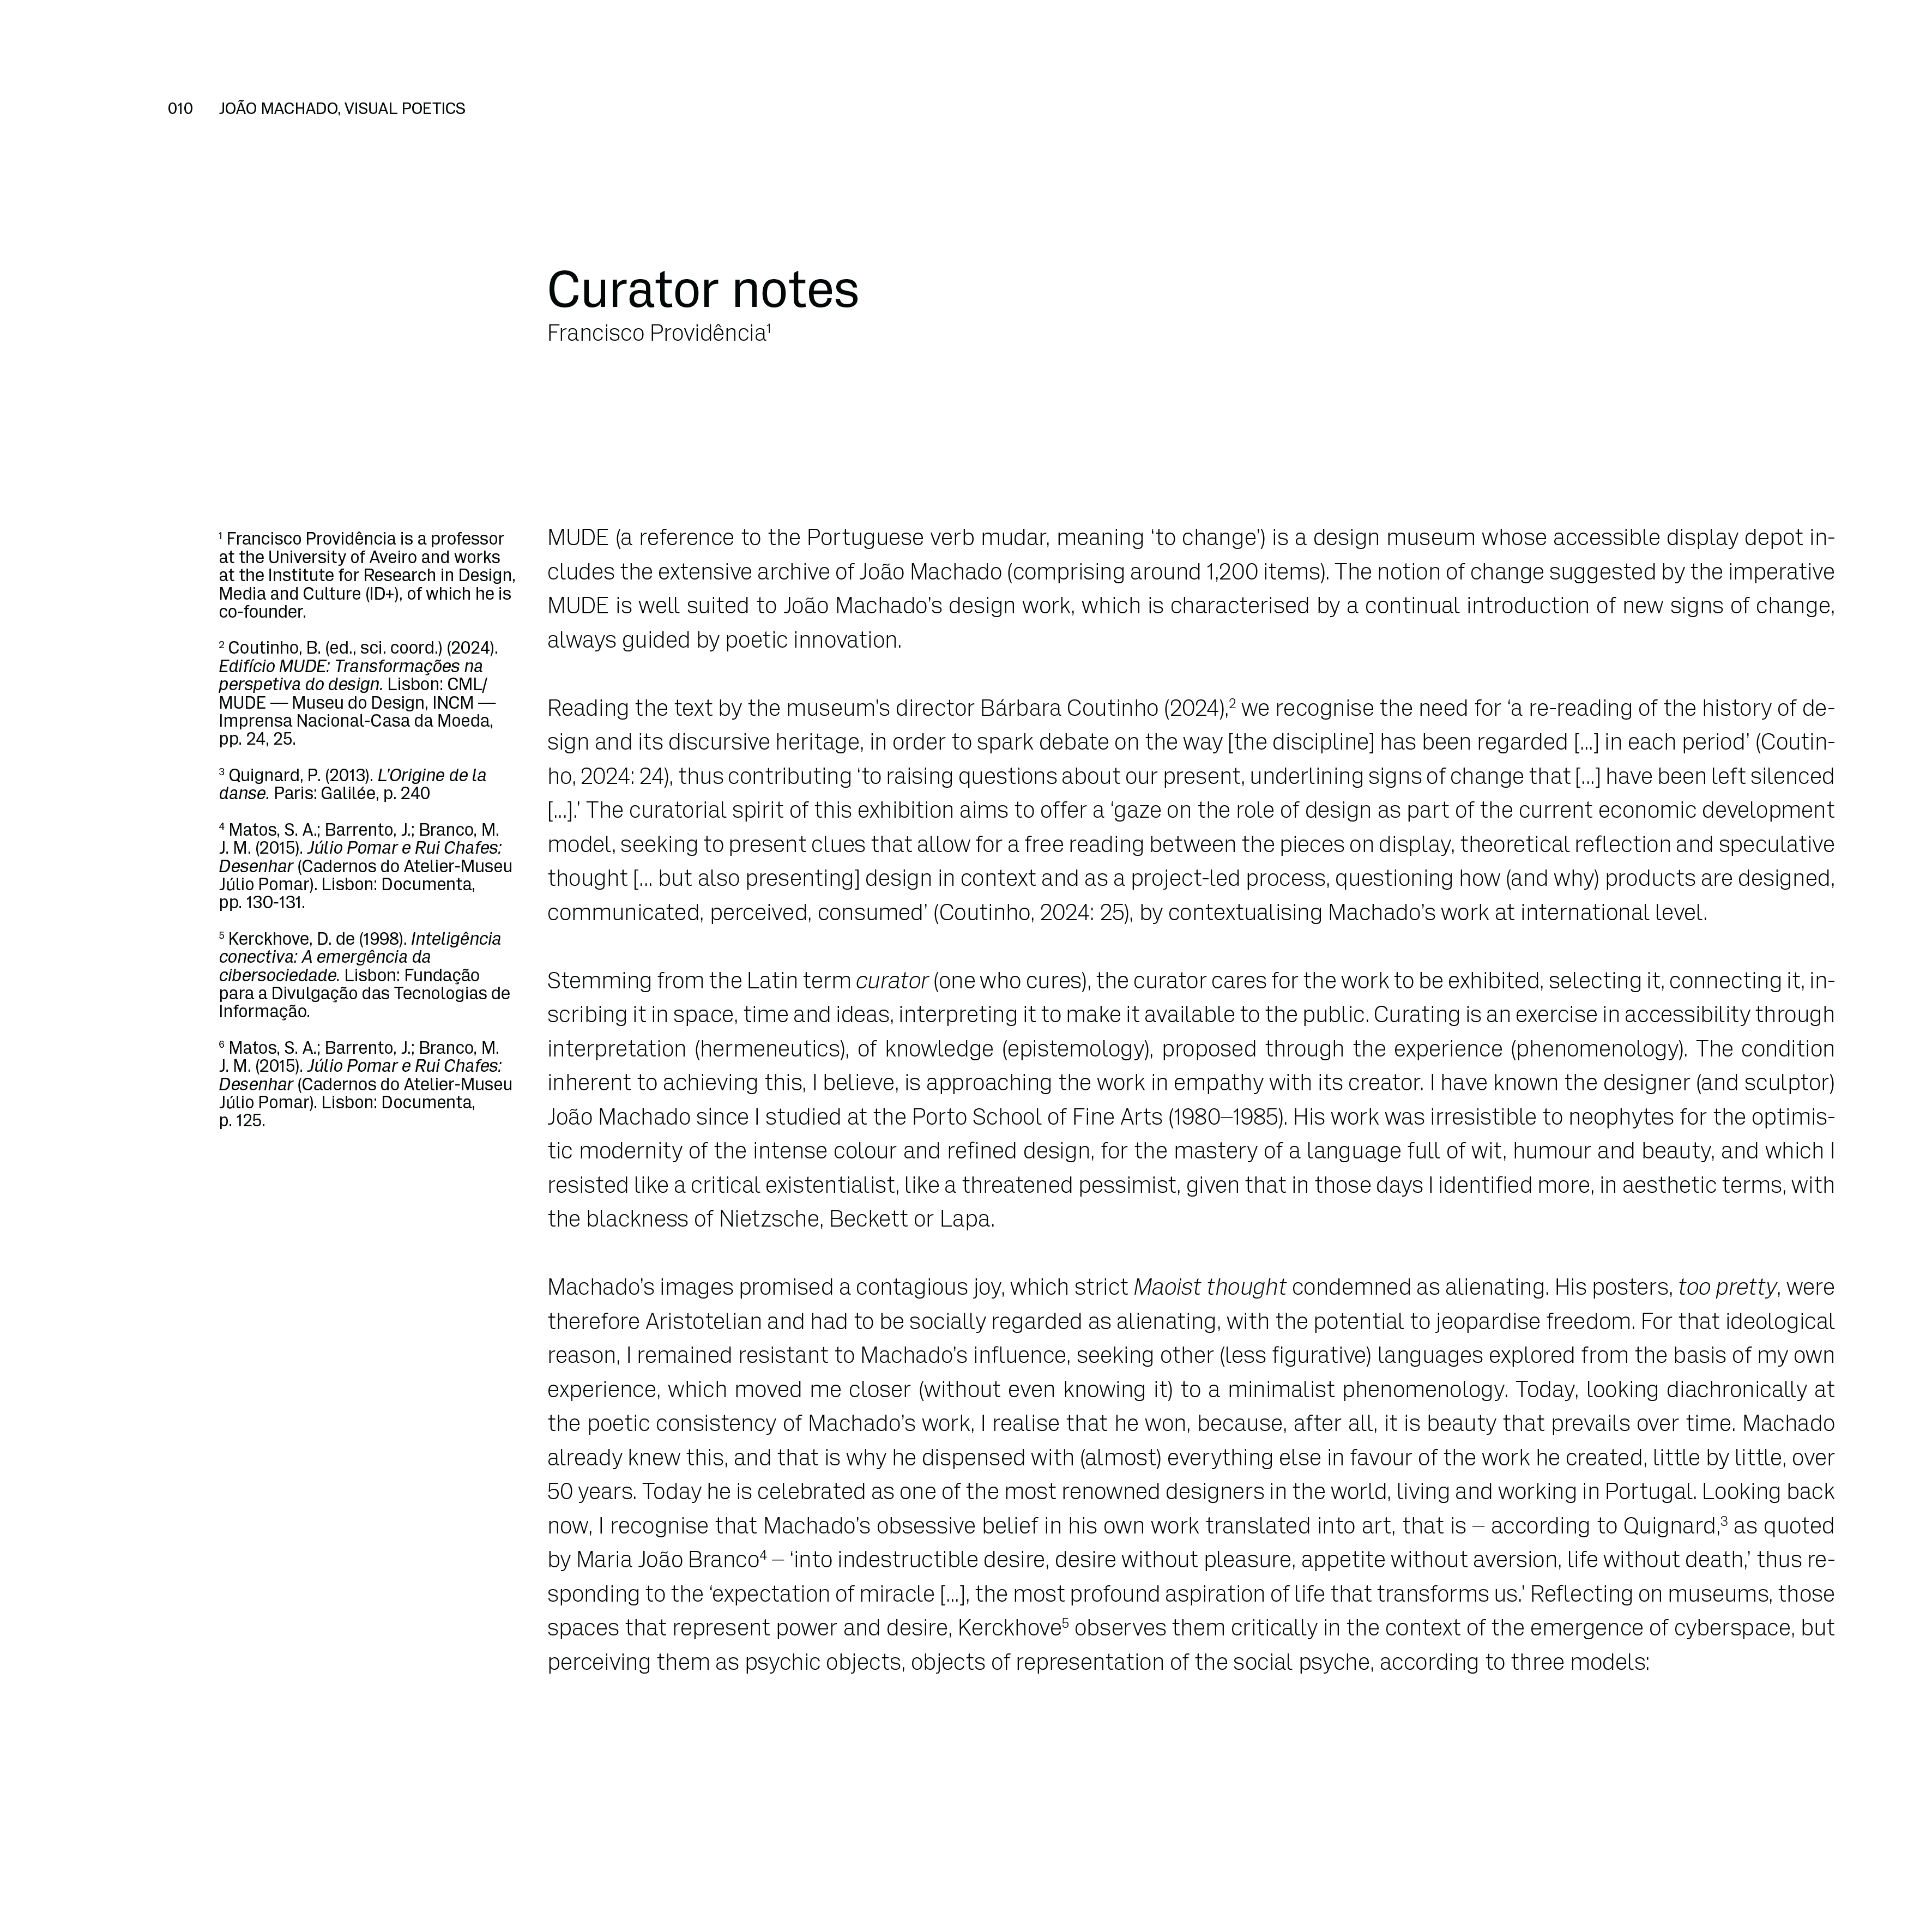 010 JOÃO MACHADO, VISUAL POETICS
Curator notes
Francisco Providência¹
¹ Francisco Providência is a professor
at the University of Aveiro and works
at the Institute for Research in Design,
Media and Culture (ID+), of which he is
co-founder.
² Coutinho, B. (ed., sci. coord.) (2024).
Edifício MUDE: Transformações na
perspetiva do design. Lisbon: CML/
MUDE — Museu do Design, INCM —
Imprensa Nacional-Casa da Moeda,
pp. 24, 25.
³ Quignard, P. (2013). L’Origine de la
danse. Paris: Galilée, p. 240
⁴ Matos, S. A.; Barrento, J.; Branco, M.
J. M. (2015). Júlio Pomar e Rui Chafes:
Desenhar (Cadernos do Atelier-Museu
Júlio Pomar). Lisbon: Documenta,
pp. 130-131.
⁵ Kerckhove, D. de (1998). Inteligência
conectiva: A emergência da
cibersociedade. Lisbon: Fundação
para a Divulgação das Tecnologias de
Informação.
⁶ Matos, S. A.; Barrento, J.; Branco, M.
J. M. (2015). Júlio Pomar e Rui Chafes:
Desenhar (Cadernos do Atelier-Museu
Júlio Pomar). Lisbon: Documenta,
p. 125.
MUDE (a reference to the Portuguese verb mudar, meaning ‘to change’) is a design museum whose accessible display depot in-
cludes the extensive archive of João Machado (comprising around 1,200 items). The notion of change suggested by the imperative
MUDE is well suited to João Machado’s design work, which is characterised by a continual introduction of new signs of change,
always guided by poetic innovation.
Reading the text by the museum’s director Bárbara Coutinho (2024),² we recognise the need for ‘a re-reading of the history of de-
sign and its discursive heritage, in order to spark debate on the way [the discipline] has been regarded [...] in each period’ (Coutin-
ho, 2024: 24), thus contributing ‘to raising questions about our present, underlining signs of change that [...] have been left silenced
[...].’ The curatorial spirit of this exhibition aims to offer a ‘gaze on the role of design as part of the current economic development
model, seeking to present clues that allow for a free reading between the pieces on display, theoretical reflection and speculative
thought [... but also presenting] design in context and as a project-led process, questioning how (and why) products are designed,
communicated, perceived, consumed’ (Coutinho, 2024: 25), by contextualising Machado’s work at international level.
Stemming from the Latin term curator (one who cures), the curator cares for the work to be exhibited, selecting it, connecting it, in-
scribing it in space, time and ideas, interpreting it to make it available to the public. Curating is an exercise in accessibility through
interpretation (hermeneutics), of knowledge (epistemology), proposed through the experience (phenomenology). The condition
inherent to achieving this, I believe, is approaching the work in empathy with its creator. I have known the designer (and sculptor)
João Machado since I studied at the Porto School of Fine Arts (1980–1985). His work was irresistible to neophytes for the optimis-
tic modernity of the intense colour and refined design, for the mastery of a language full of wit, humour and beauty, and which I
resisted like a critical existentialist, like a threatened pessimist, given that in those days I identified more, in aesthetic terms, with
the blackness of Nietzsche, Beckett or Lapa.
Machado’s images promised a contagious joy, which strict Maoist thought condemned as alienating. His posters, too pretty, were
therefore Aristotelian and had to be socially regarded as alienating, with the potential to jeopardise freedom. For that ideological
reason, I remained resistant to Machado’s influence, seeking other (less figurative) languages explored from the basis of my own
experience, which moved me closer (without even knowing it) to a minimalist phenomenology. Today, looking diachronically at
the poetic consistency of Machado’s work, I realise that he won, because, after all, it is beauty that prevails over time. Machado
already knew this, and that is why he dispensed with (almost) everything else in favour of the work he created, little by little, over
50 years. Today he is celebrated as one of the most renowned designers in the world, living and working in Portugal. Looking back
now, I recognise that Machado’s obsessive belief in his own work translated into art, that is – according to Quignard,³ as quoted
by Maria João Branco⁴ – ‘into indestructible desire, desire without pleasure, appetite without aversion, life without death,’ thus re-
sponding to the ‘expectation of miracle [...], the most profound aspiration of life that transforms us.’ Reflecting on museums, those
spaces that represent power and desire, Kerckhove⁵ observes them critically in the context of the emergence of cyberspace, but
perceiving them as psychic objects, objects of representation of the social psyche, according to three models: